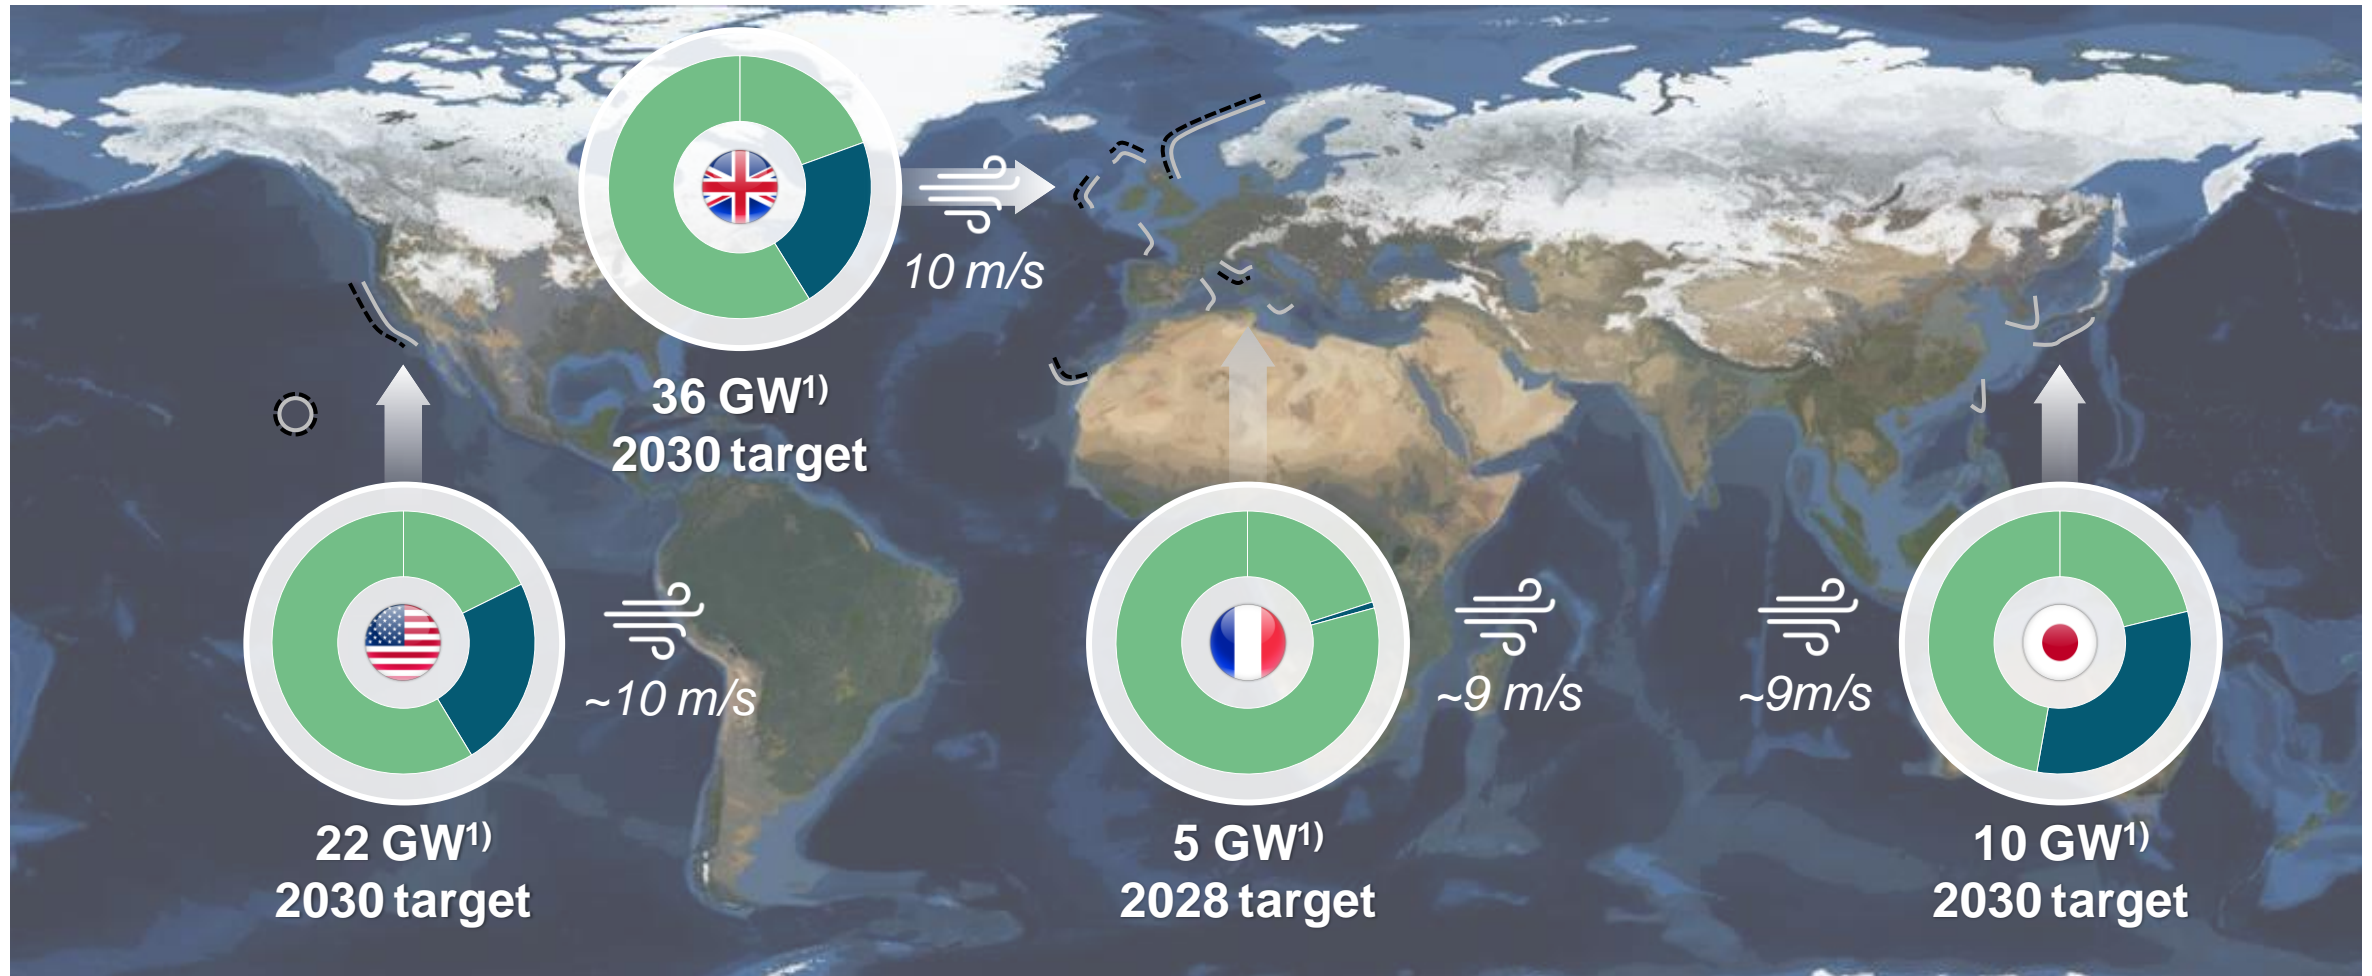 10 m/s
36 GW¹⁾
2030 target
~10 m/s
~9 m/s
~9m/s
22 GW¹⁾
2030 target
5 GW¹⁾
2028 target
10 GW¹⁾
2030 target